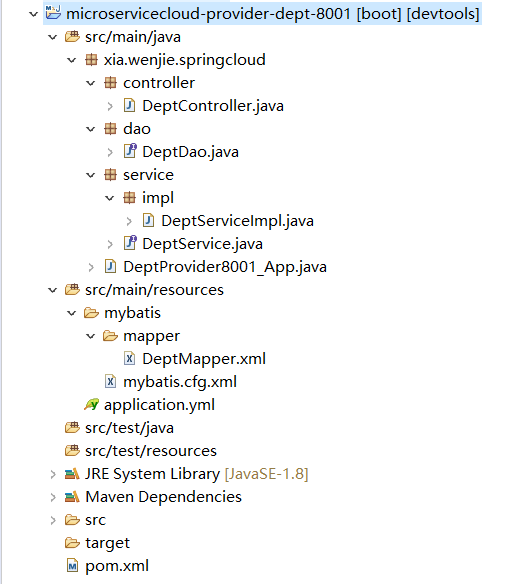 microservicecloud-provider-dept-8001 [boot] [devtools]
src/main/java
xia.wenjie.springcloud
controller
DeptController.java
dao
DeptDao.java
service
impl
DeptServiceImpl.java
DeptService.java
DeptProvider8001_App.java
src/main/resources
mybatis
mapper
DeptMapper.xml
mybatis.cfg.xml
application.yml
src/test/java
src/test/resources
JRE System Library [JavaSE-1.8]
Maven Dependencies
src
target
pom.xml